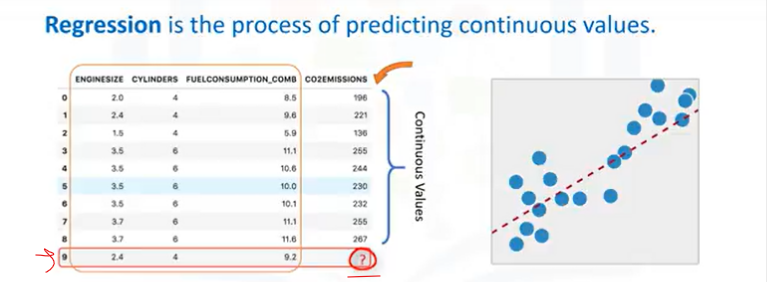 Regression is the process of predicting continuous values.
ENGINESIZE CYLINDERS FUELCONSUMPTION_COMB CO2EMISSIONS
0 2.0 4 8.5 196
1 2.4 4 9.6 221
2 1.5 4 5.9 136
3 3.5 6 11.1 255
4 3.5 6 10.6 244
5 3.5 6 10.0 230
6 3.5 6 10.1 232
7 3.7 6 11.1 255
8 3.7 6 11.6 267
9 2.4 4 9.2 ?
Continuous Values